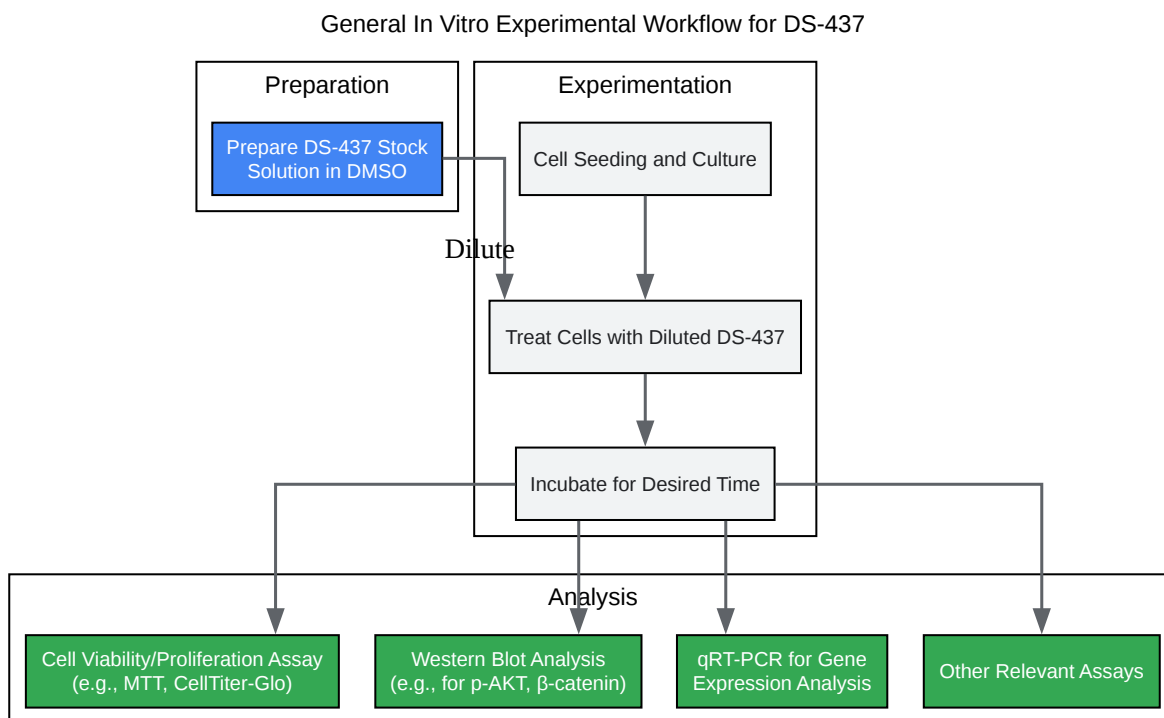 General In Vitro Experimental Workflow for DS-437
Preparation
Experimentation
Prepare DS-437 Stock
Solution in DMSO
Cell Seeding and Culture
Dilute
Treat Cells with Diluted DS-437
Incubate for Desired Time
Analysis
Cell Viability/Proliferation Assay
(e.g., MTT, CellTiter-Glo)
Western Blot Analysis
(e.g., for p-AKT, β-catenin)
qRT-PCR for Gene
Expression Analysis
Other Relevant Assays